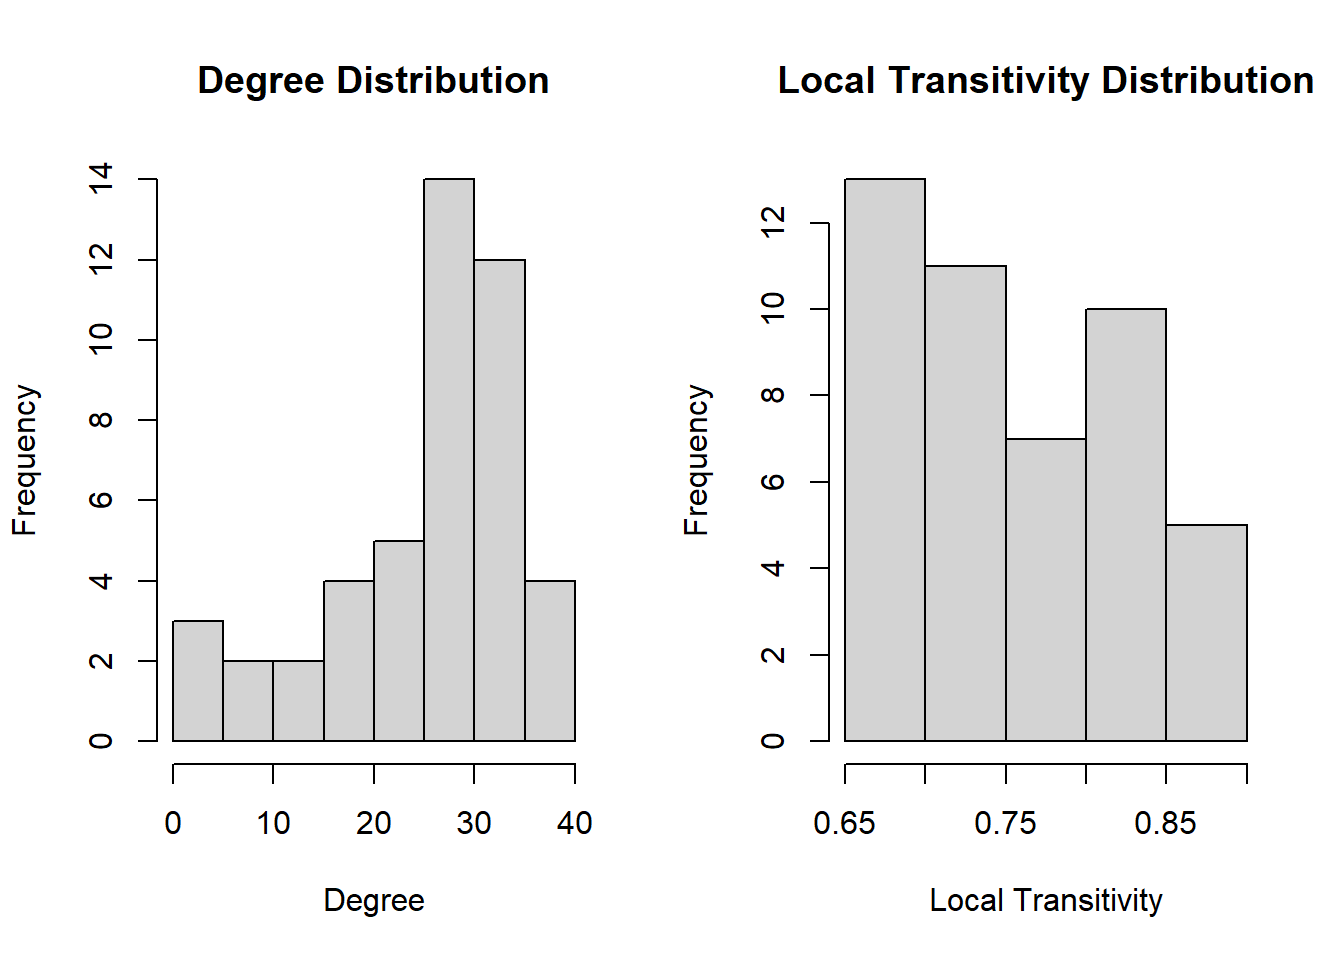 Degree Distribution
Frequency
14
12
10
8
6
4
2
0
0 10 20 30 40
Degree
Local Transitivity Distribution
Frequency
12
10
8
6
4
2
0
0.65 0.75 0.85
Local Transitivity